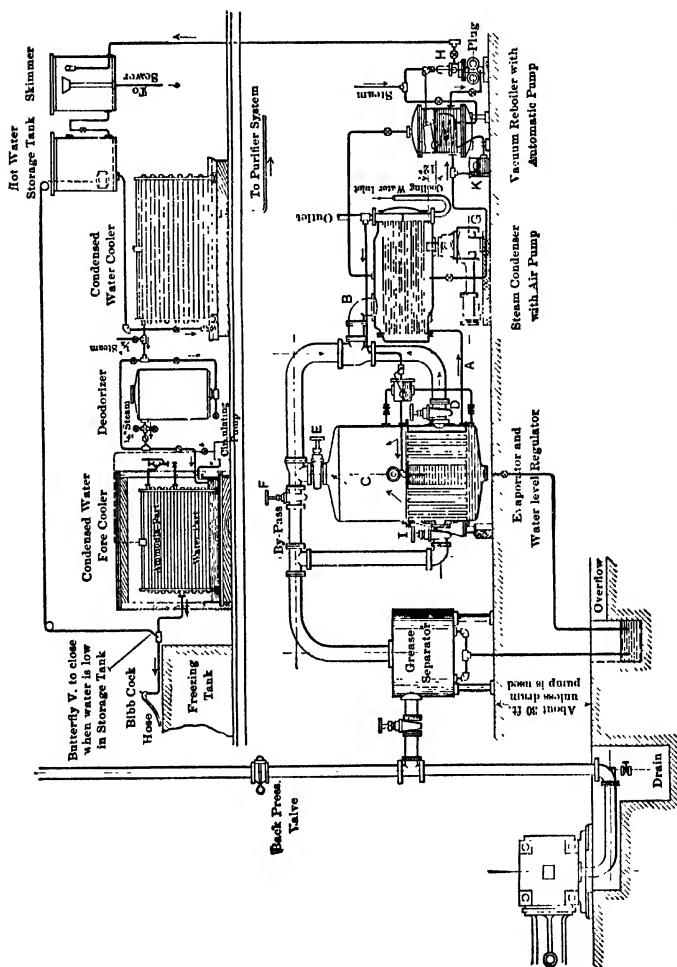 Hot Water
Storage Tank
Skimmer
To
Sewer
Condensed
Water Cooler
To Purifier System
Steam
Deodorizer
½" Steam
Circulating
Pump
Condensed Water
Fore Cooler
Ammonia Part
Water Part
Butterfly V. to close
when water is low
in Storage Tank
Bibb Cock
Hose
Freezing
Tank
H
Plug
Steam
Vacuum Reboiler with
Automatic Pump
K
Cooling Water Inlet
Outlet
G
Steam Condenser
with Air Pump
B
A
D
E
F
By-Pass
C
I
Evaporator and
Water level Regulator
Grease
Separator
Overflow
About 30 ft.
unless drain
pump is used
Back Press.
Valve
Drain